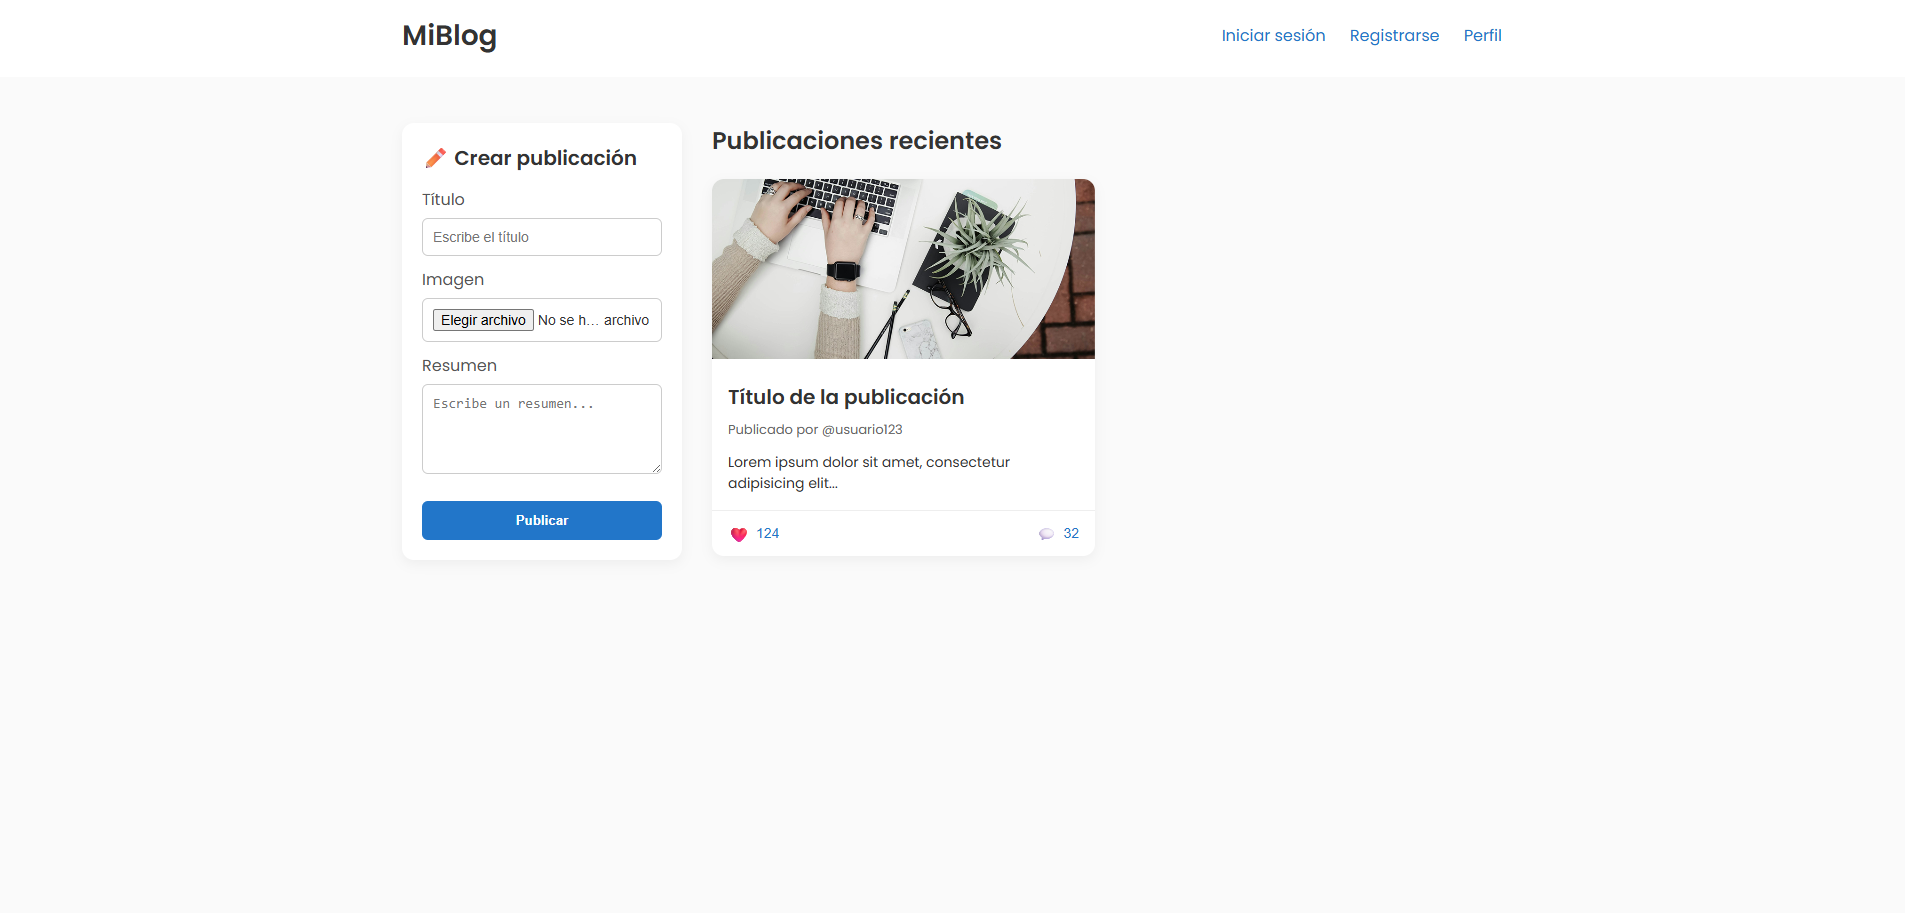 MiBlog
Iniciar sesión
Registrarse
Perfil
Crear publicación
Título
Escribe el título
Imagen
Elegir archivo No se h... archivo
Resumen
Escribe un resumen...
Publicar
Publicaciones recientes
Título de la publicación
Publicado por @usuario123
Lorem ipsum dolor sit amet, consectetur
adipisicing elit...
124
32